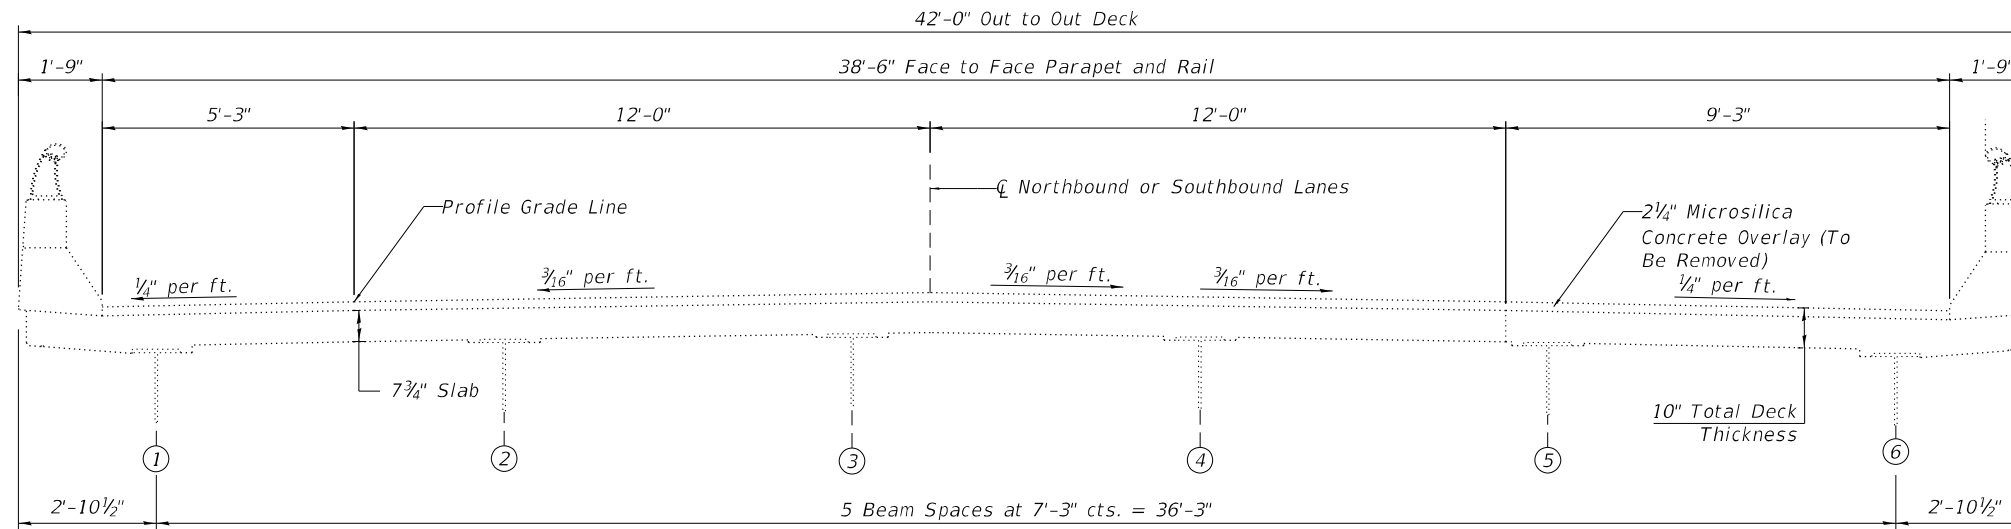 42'-0" Out to Out Deck
1'-9"
38'-6" Face to Face Parapet and Rail
1'-9"
5'-3"
12'-0"
12'-0"
9'-3"
℄ Northbound or Southbound Lanes
Profile Grade Line
2¼" Microsilica
Concrete Overlay (To
Be Removed)
¼" per ft.
3/16" per ft.
3/16" per ft.
3/16" per ft.
¼" per ft.
7¾" Slab
10" Total Deck
Thickness
1
2
3
4
5
6
2'-10½"
5 Beam Spaces at 7'-3" cts. = 36'-3"
2'-10½"